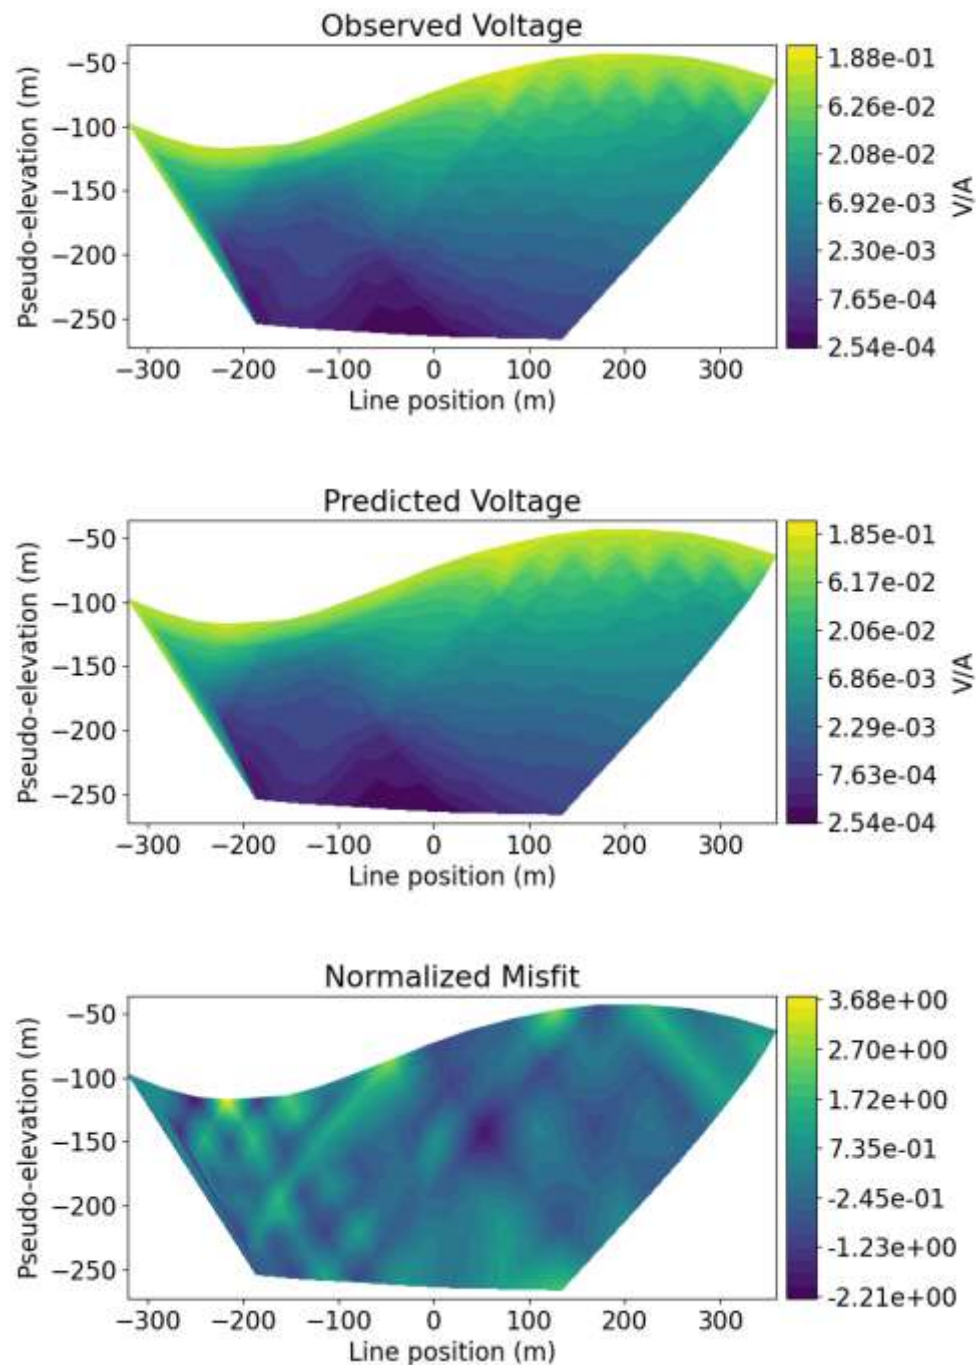 Observed Voltage
−50
−100
−150
−200
−250
Pseudo-elevation (m)
−300 −200 −100 0 100 200 300
Line position (m)
1.88e-01
6.26e-02
2.08e-02
6.92e-03
2.30e-03
7.65e-04
2.54e-04
V/A
Predicted Voltage
−50
−100
−150
−200
−250
Pseudo-elevation (m)
−300 −200 −100 0 100 200 300
Line position (m)
1.85e-01
6.17e-02
2.06e-02
6.86e-03
2.29e-03
7.63e-04
2.54e-04
V/A
Normalized Misfit
−50
−100
−150
−200
−250
Pseudo-elevation (m)
−300 −200 −100 0 100 200 300
Line position (m)
3.68e+00
2.70e+00
1.72e+00
7.35e-01
-2.45e-01
-1.23e+00
-2.21e+00